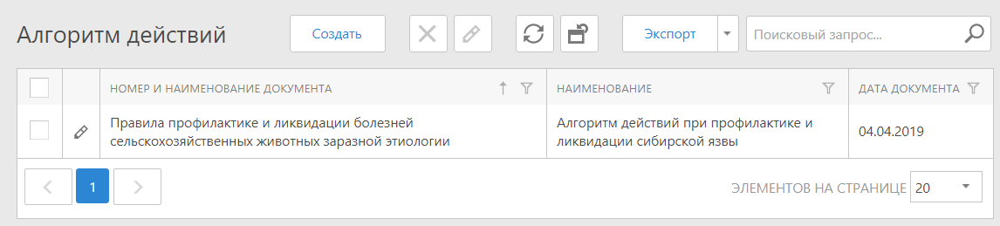 Алгоритм действий Создать Экспорт Поисковый запрос...
НОМЕР И НАИМЕНОВАНИЕ ДОКУМЕНТА НАИМЕНОВАНИЕ ДАТА ДОКУМЕНТА
Правила профилактике и ликвидации болезней
сельскохозяйственных животных заразной этиологии
Алгоритм действий при профилактике и
ликвидации сибирской язвы
04.04.2019
1 ЭЛЕМЕНТОВ НА СТРАНИЦЕ 20